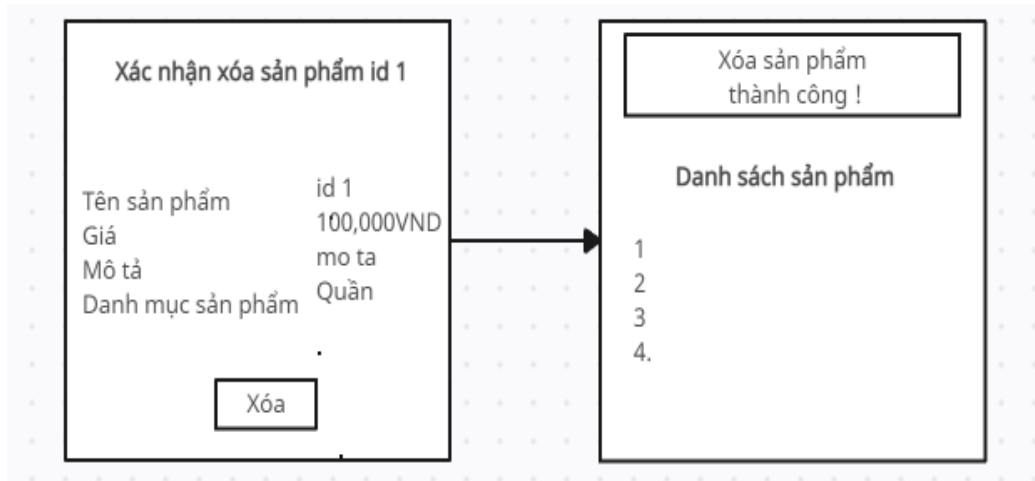 Xác nhận xóa sản phẩm id 1
Tên sản phẩm
Giá
Mô tả
Danh mục sản phẩm
id 1
100,000VND
mo ta
Quần
Xóa
Xóa sản phẩm
thành công !
Danh sách sản phẩm
1
2
3
4.